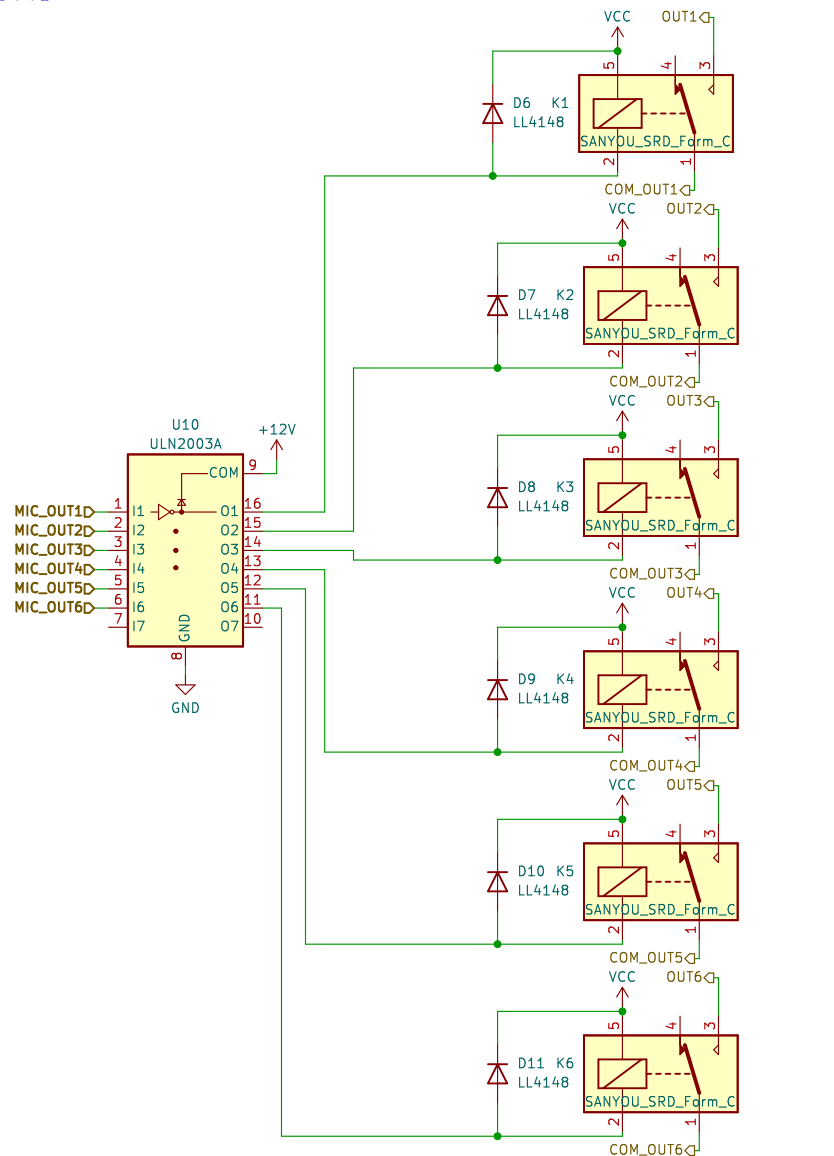 VCC
OUT1
5
4
3
D6
K1
LL4148
SANYOU_SRD_Form_C
2
1
COM_OUT1
VCC
OUT2
5
4
3
D7
K2
LL4148
SANYOU_SRD_Form_C
2
1
COM_OUT2
VCC
OUT3
5
4
3
D8
K3
LL4148
SANYOU_SRD_Form_C
2
1
COM_OUT3
VCC
OUT4
5
4
3
D9
K4
LL4148
SANYOU_SRD_Form_C
2
1
COM_OUT4
VCC
OUT5
5
4
3
D10
K5
LL4148
SANYOU_SRD_Form_C
2
1
COM_OUT5
VCC
OUT6
5
4
3
D11
K6
LL4148
SANYOU_SRD_Form_C
2
1
COM_OUT6
U10
ULN2003A
+12V
COM 9
MIC_OUT1 1 I1 O1 16
MIC_OUT2 2 I2 O2 15
MIC_OUT3 3 I3 O3 14
MIC_OUT4 4 I4 O4 13
MIC_OUT5 5 I5 O5 12
MIC_OUT6 6 I6 O6 11
7 I7 O7 10
GND
8
GND